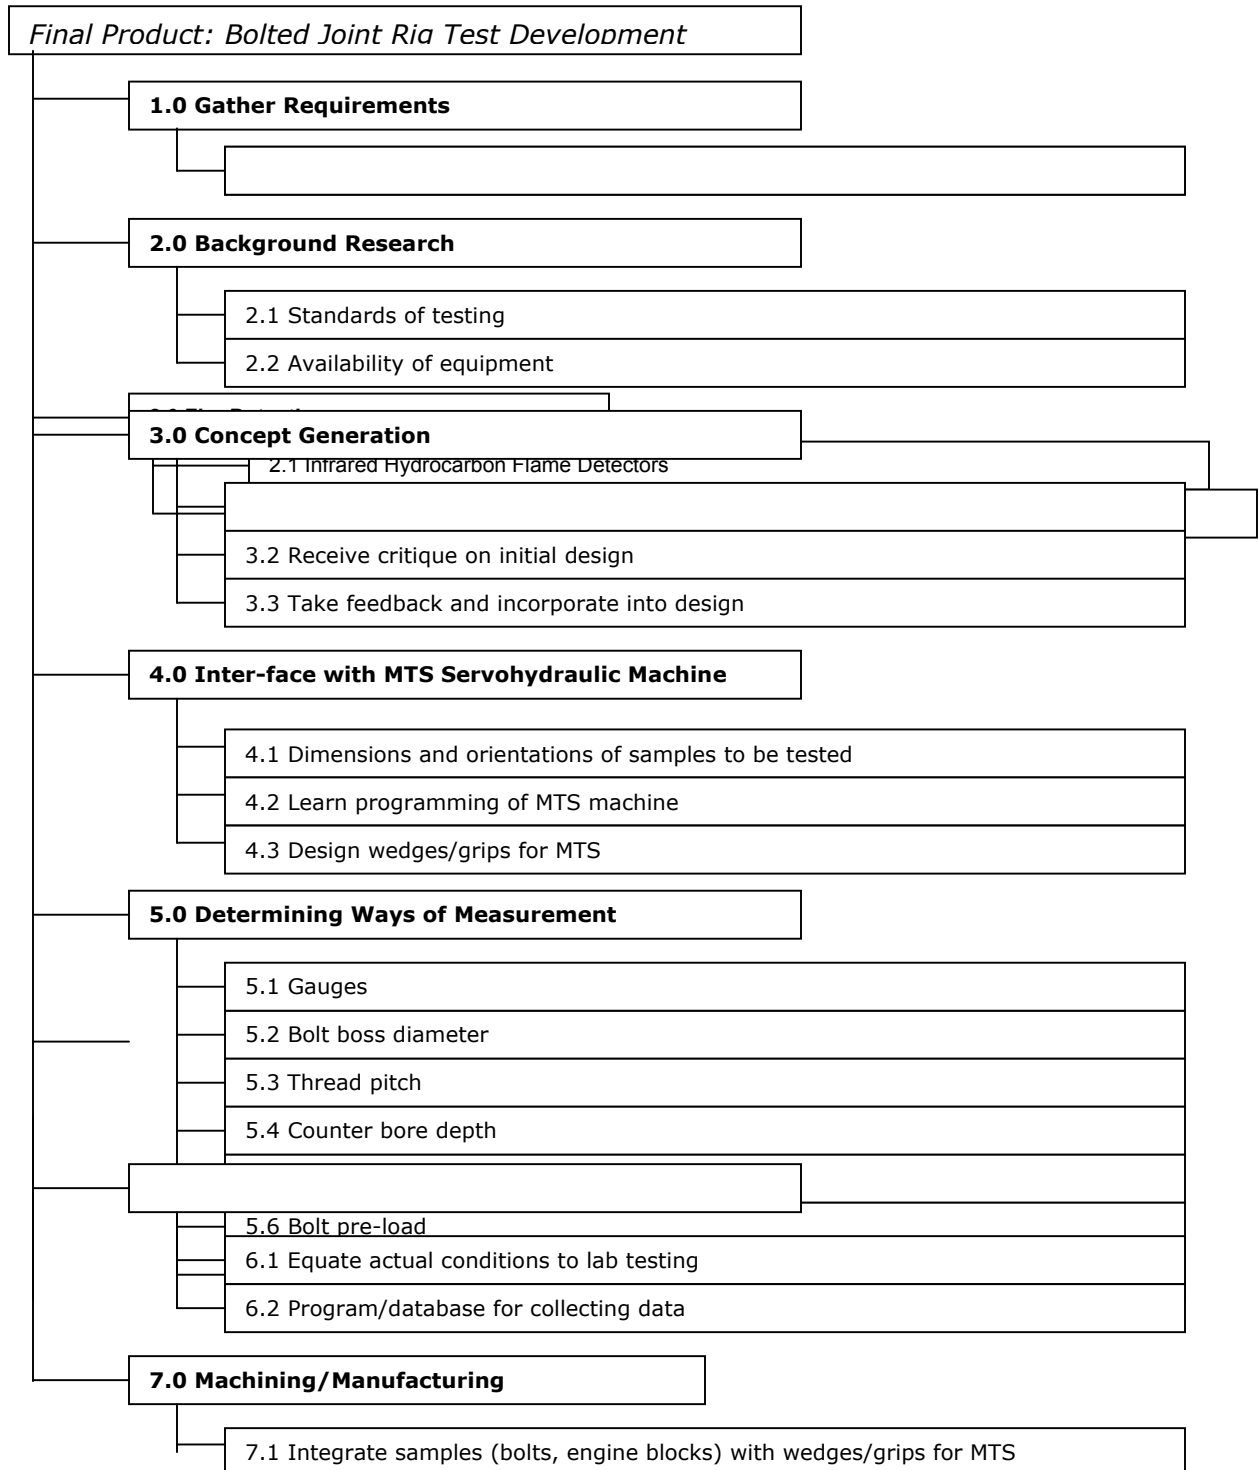 Final Product: Bolted Joint Rig Test Development
1.0 Gather Requirements
2.0 Background Research
2.1 Standards of testing
2.2 Availability of equipment
3.0 Concept Generation
2.1 Infrared Hydrocarbon Flame Detectors
3.2 Receive critique on initial design
3.3 Take feedback and incorporate into design
4.0 Inter-face with MTS Servohydraulic Machine
4.1 Dimensions and orientations of samples to be tested
4.2 Learn programming of MTS machine
4.3 Design wedges/grips for MTS
5.0 Determining Ways of Measurement
5.1 Gauges
5.2 Bolt boss diameter
5.3 Thread pitch
5.4 Counter bore depth
5.6 Bolt pre-load
6.1 Equate actual conditions to lab testing
6.2 Program/database for collecting data
7.0 Machining/Manufacturing
7.1 Integrate samples (bolts, engine blocks) with wedges/grips for MTS